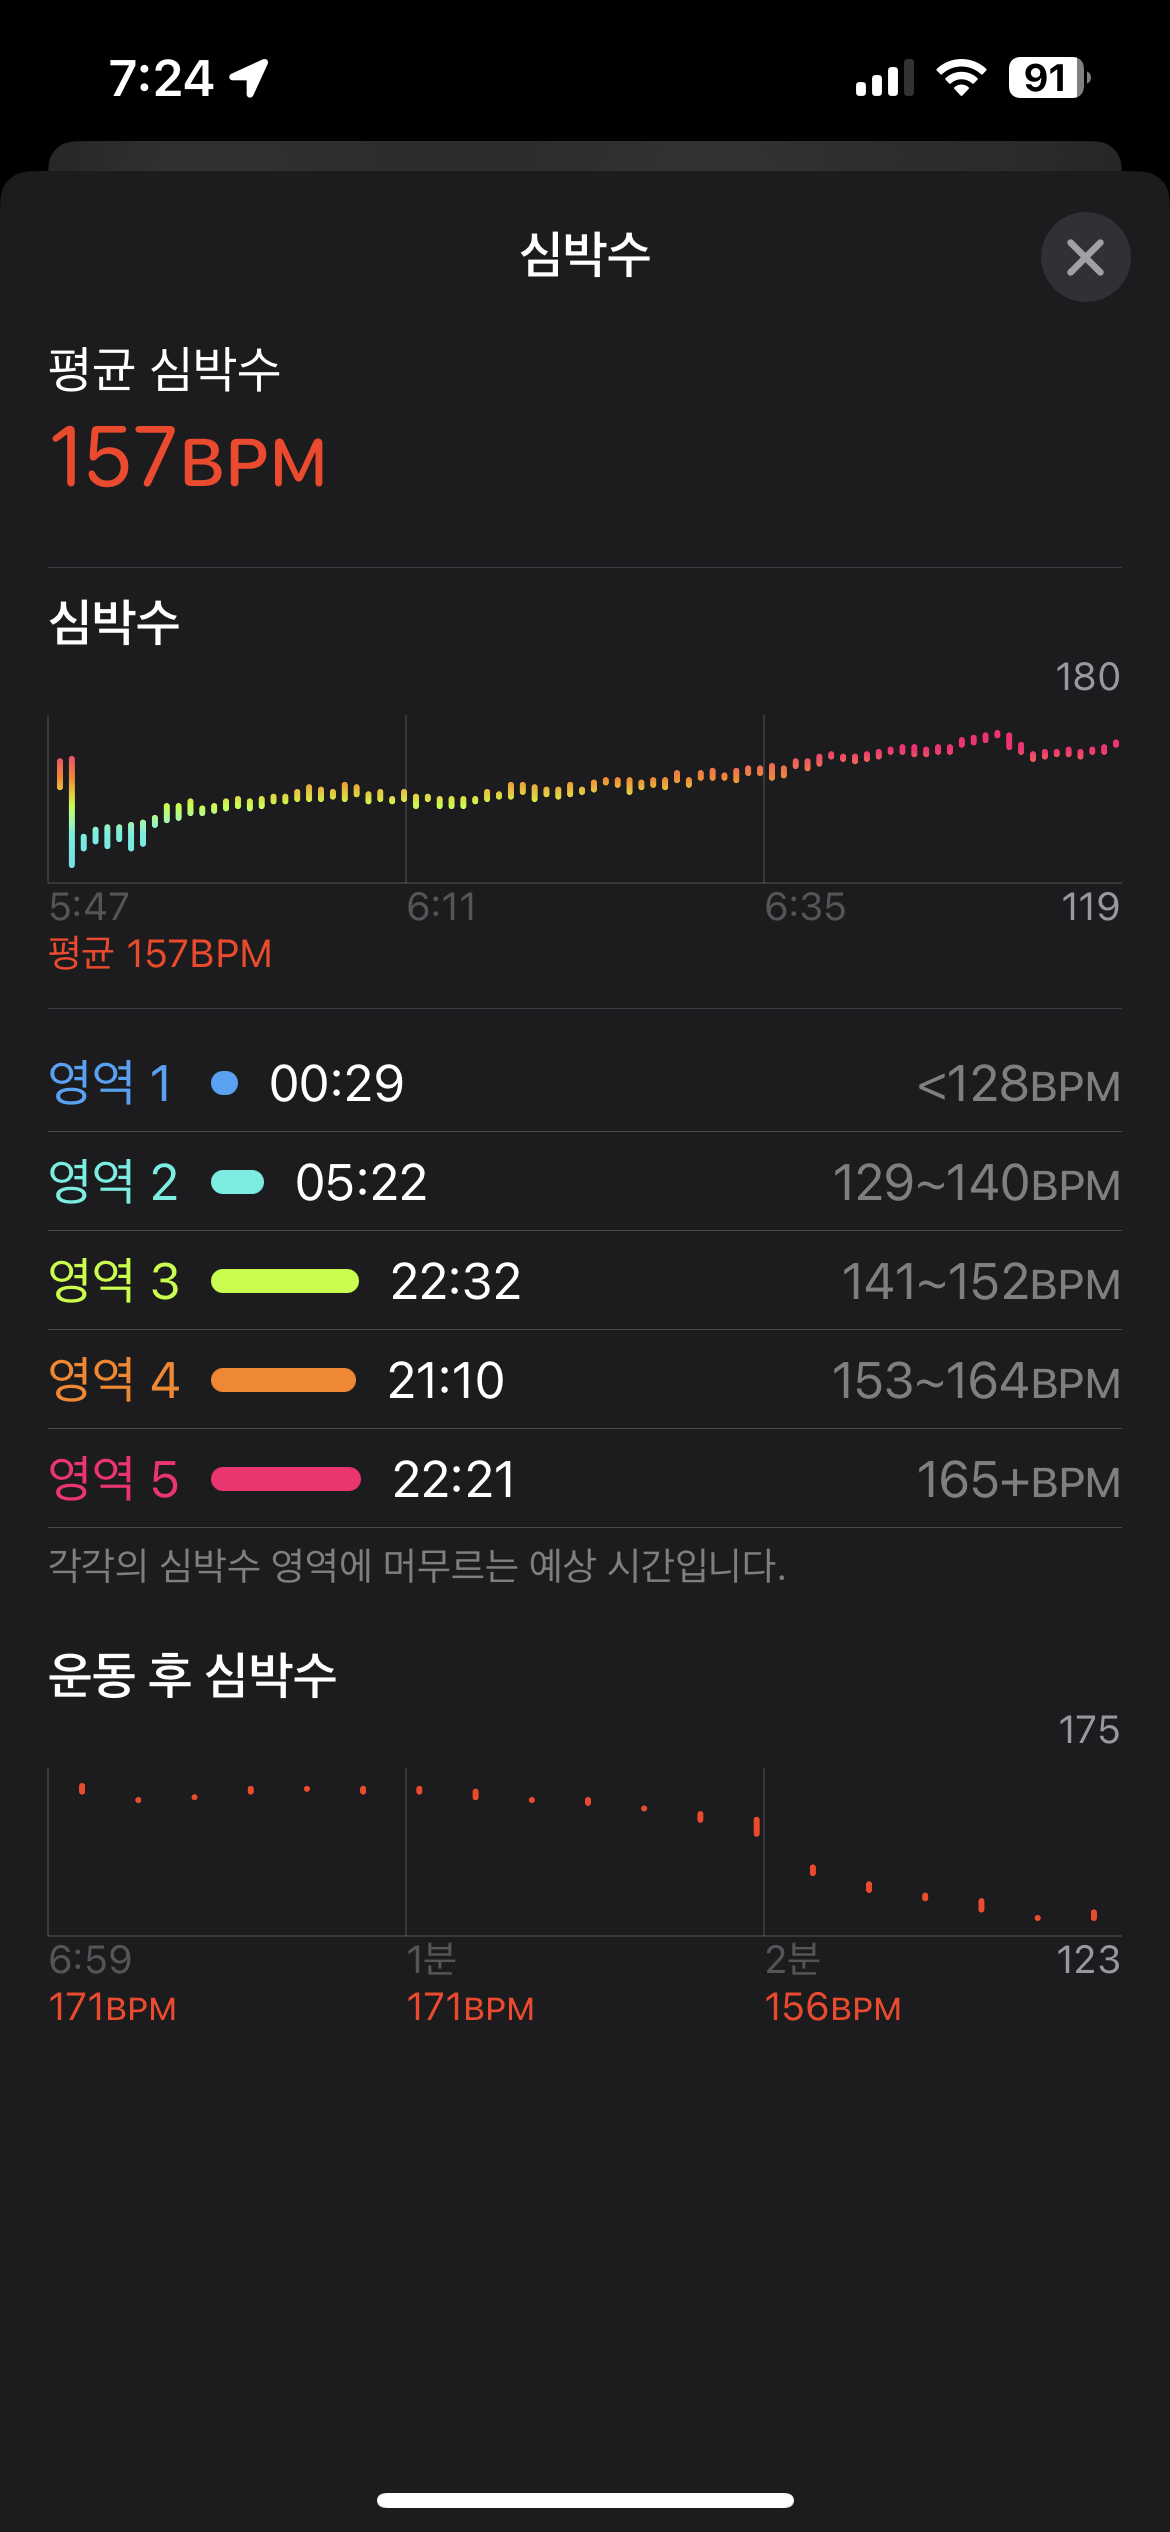 7:24
91
심박수
평균 심박수
157BPM
심박수
180
5:47 6:11 6:35 119
평균 157BPM
영역 1 00:29 <128BPM
영역 2 05:22 129~140BPM
영역 3 22:32 141~152BPM
영역 4 21:10 153~164BPM
영역 5 22:21 165+BPM
각각의 심박수 영역에 머무르는 예상 시간입니다.
운동 후 심박수
175
6:59 1분 2분 123
171BPM 171BPM 156BPM